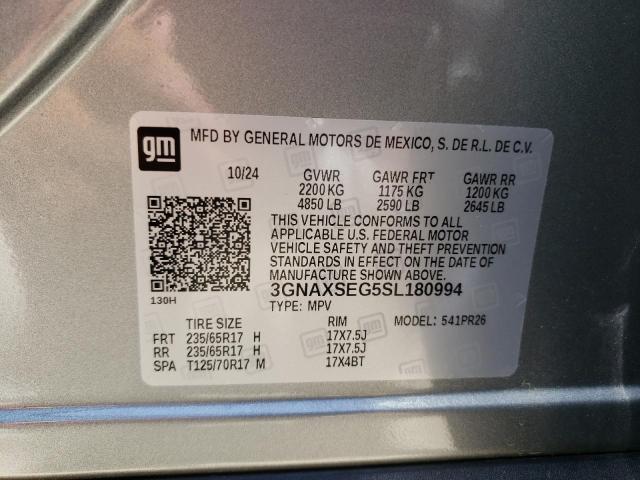 gm
MFD BY GENERAL MOTORS DE MEXICO, S. DE R.L. DE C.V.
10/24 GVWR GAWR FRT GAWR RR
2200 KG 1175 KG 1200 KG
4850 LB 2590 LB 2645 LB
THIS VEHICLE CONFORMS TO ALL
APPLICABLE U.S. FEDERAL MOTOR
VEHICLE SAFETY AND THEFT PREVENTION
STANDARDS IN EFFECT ON THE DATE OF
MANUFACTURE SHOWN ABOVE.
3GNAXSEG5SL180994
130H
TYPE: MPV
TIRE SIZE RIM MODEL: 541PR26
FRT 235/65R17 H 17X7.5J
RR 235/65R17 H 17X7.5J
SPA T125/70R17 M 17X4BT